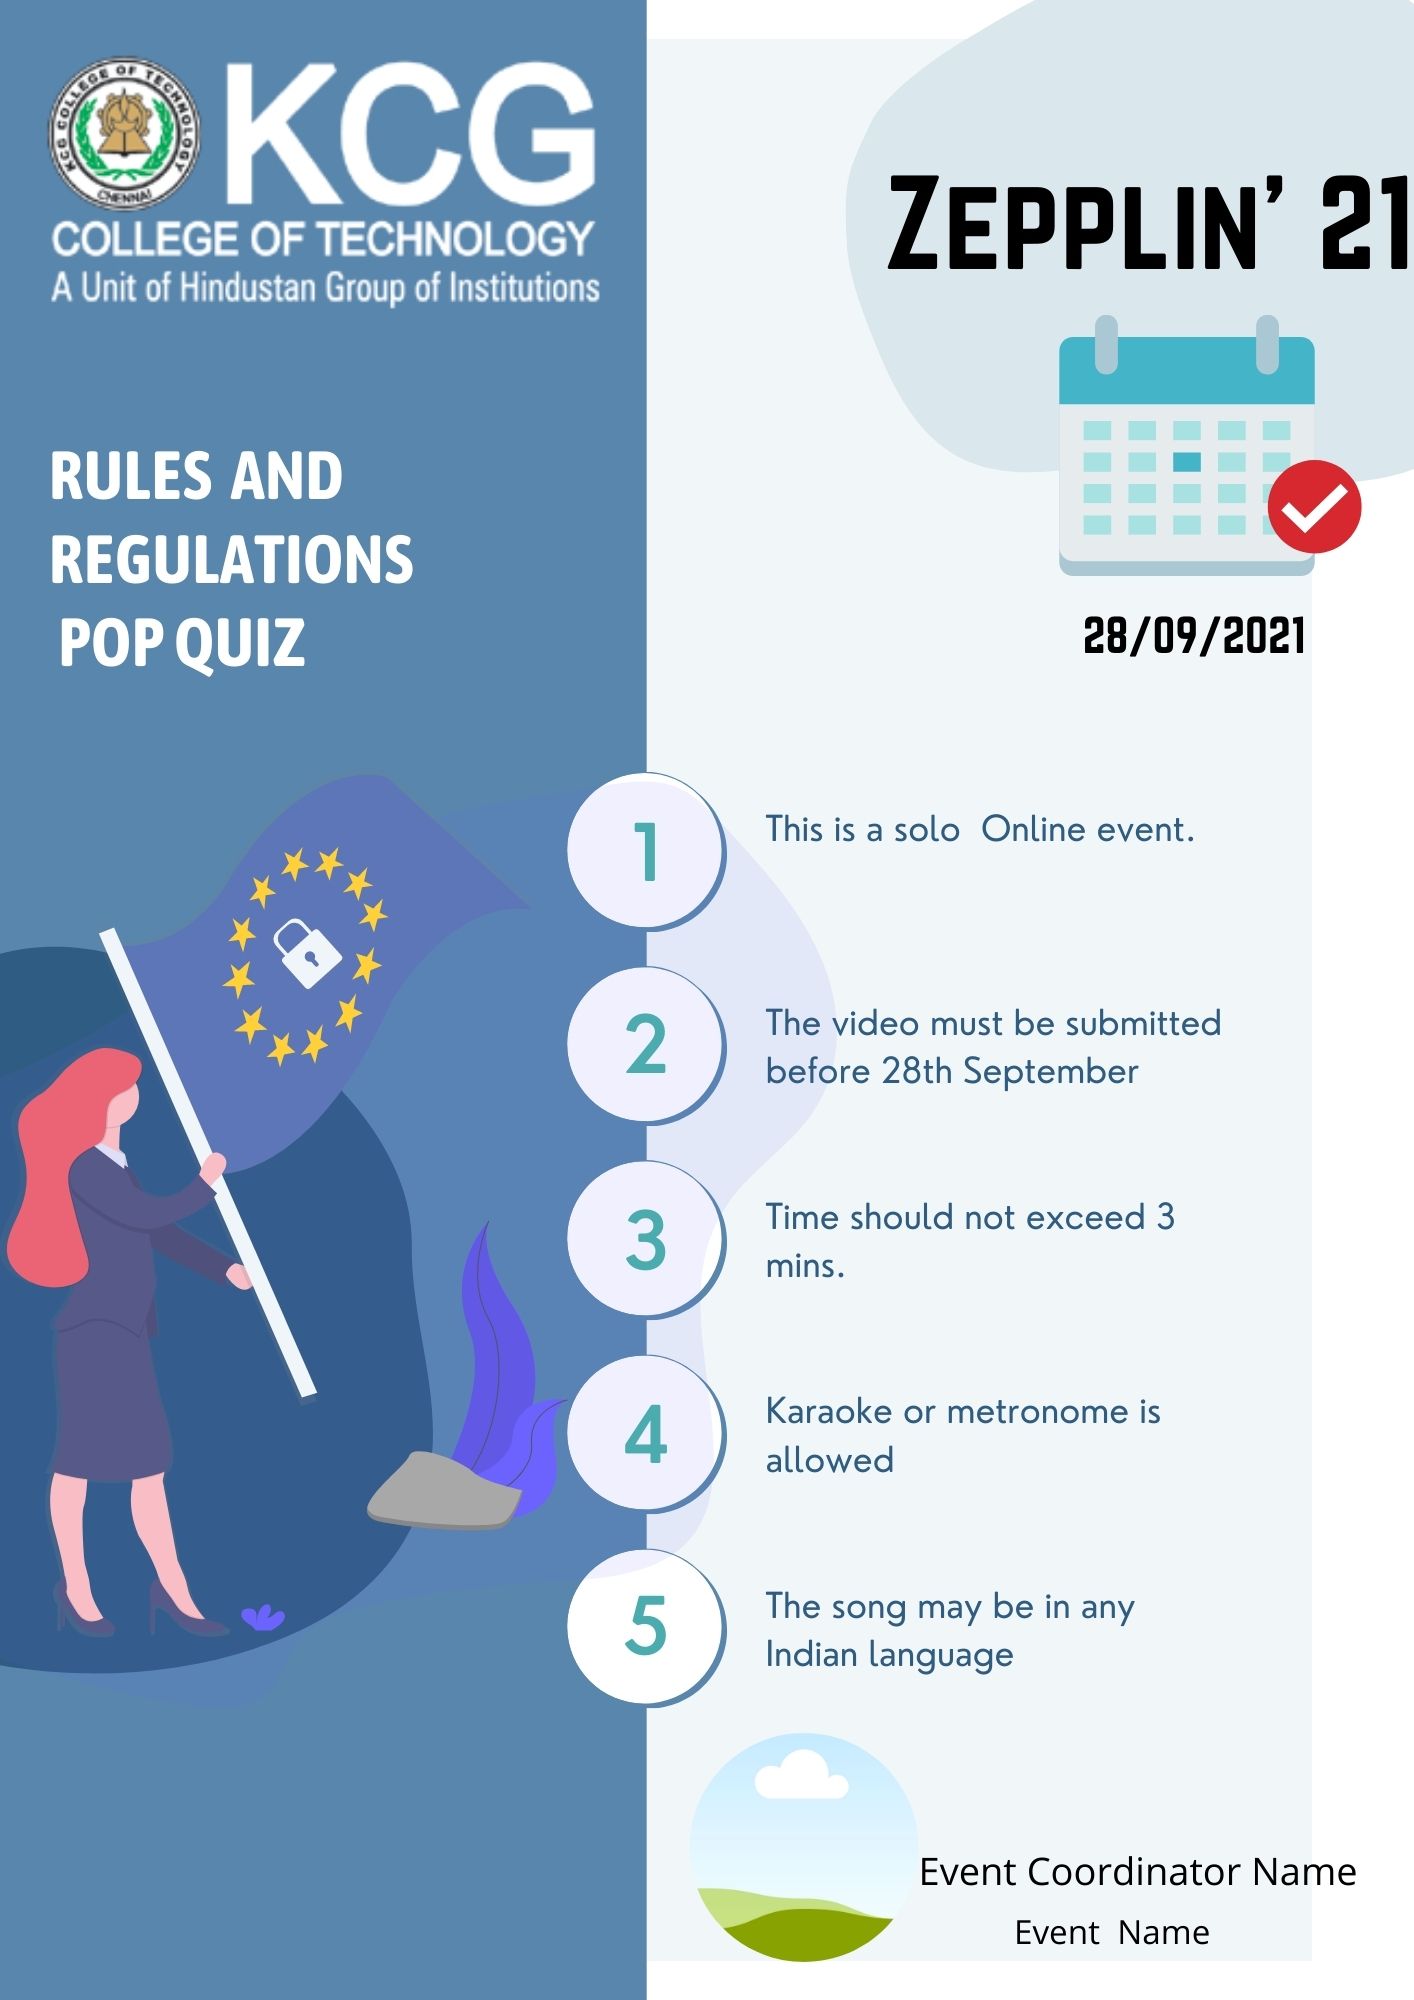 KCG COLLEGE OF TECHNOLOGY
CHENNAI
KCG
COLLEGE OF TECHNOLOGY
A Unit of Hindustan Group of Institutions
ZEPPLIN' 21
RULES AND
REGULATIONS
POP QUIZ
28/09/2021
1
This is a solo  Online event.
2
The video must be submitted
before 28th September
3
Time should not exceed 3
mins.
4
Karaoke or metronome is
allowed
5
The song may be in any
Indian language
Event Coordinator Name
Event  Name